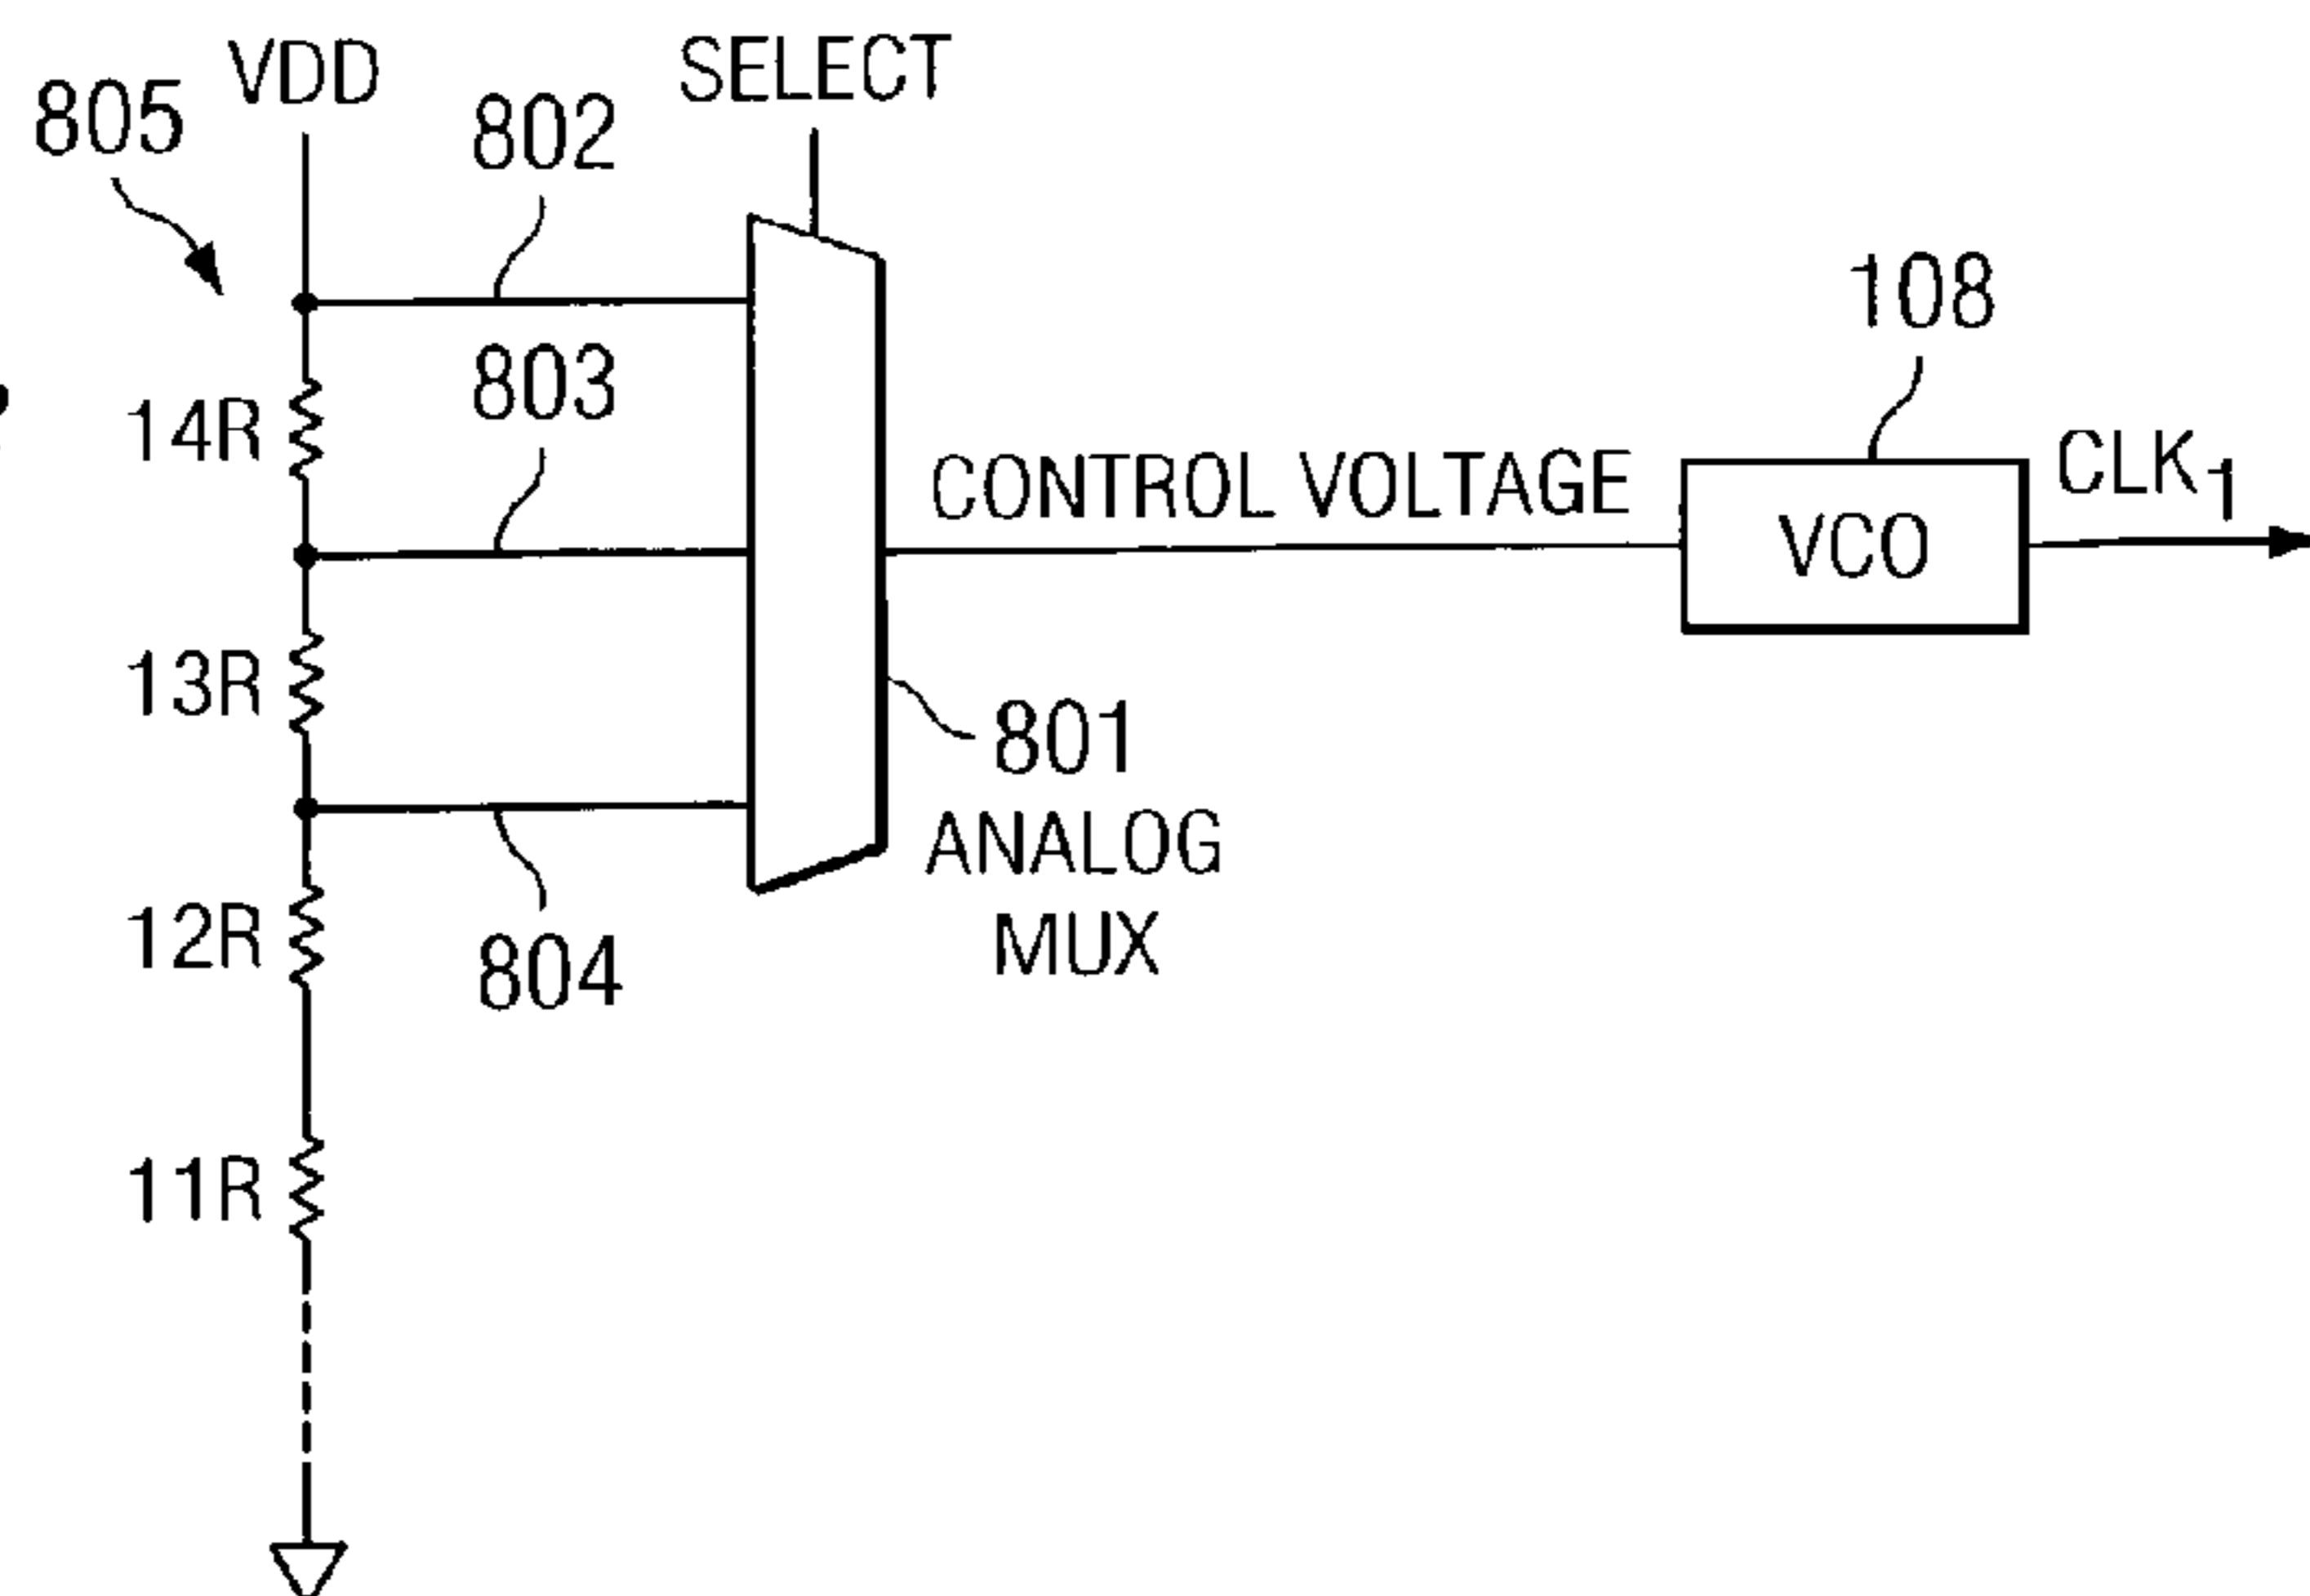 VDD
SELECT
805
802
108
803
14R
CONTROL VOLTAGE
CLK1
VCO
13R
801
ANALOG
MUX
12R
804
11R